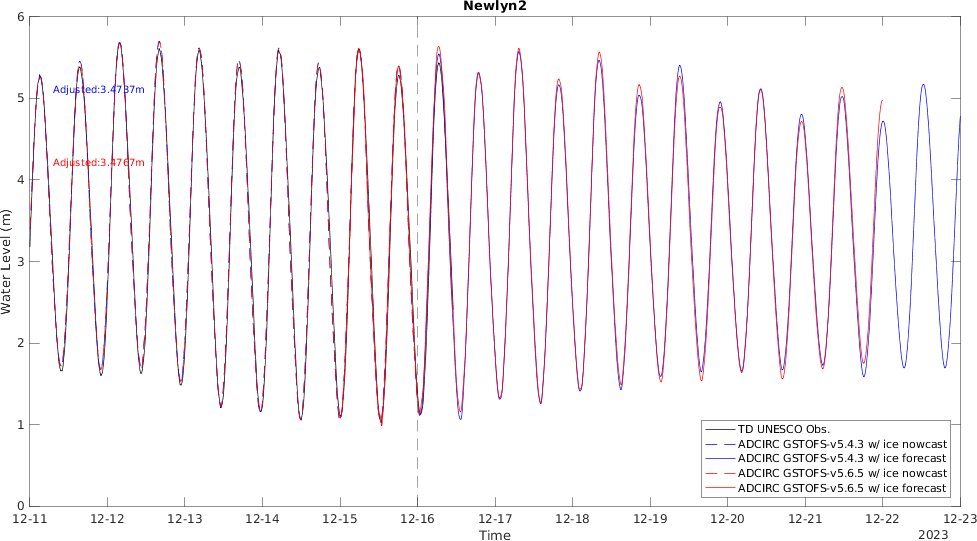 Newlyn2
6
5
4
3
2
1
0
Water Level (m)
Adjusted:3.4737m
Adjusted:3.4767m
TD UNESCO Obs.
ADCIRC GSTOFS-v5.4.3 w/ ice nowcast
ADCIRC GSTOFS-v5.4.3 w/ ice forecast
ADCIRC GSTOFS-v5.6.5 w/ ice nowcast
ADCIRC GSTOFS-v5.6.5 w/ ice forecast
12-11 12-12 12-13 12-14 12-15 12-16 12-17 12-18 12-19 12-20 12-21 12-22 12-23
Time
2023